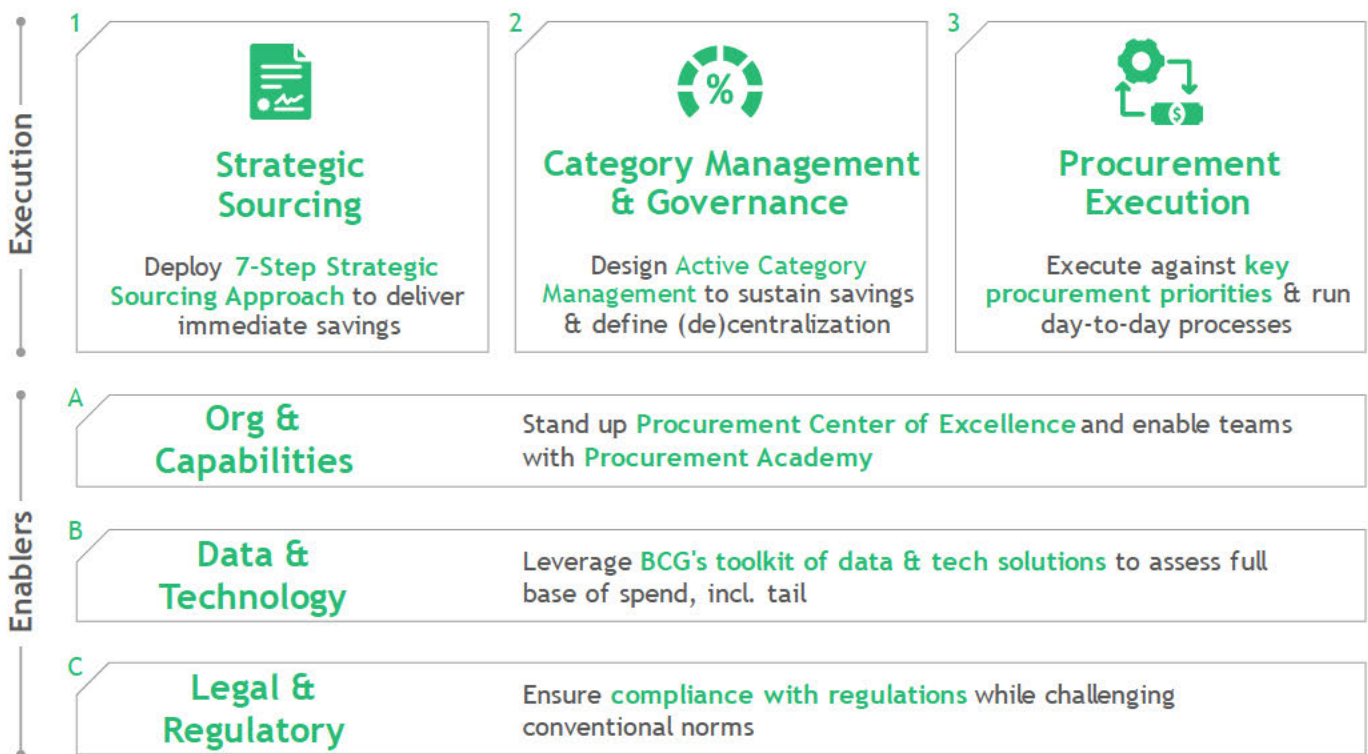 Execution
1
Strategic
Sourcing
Deploy 7-Step Strategic
Sourcing Approach to deliver
immediate savings
2
%
Category Management
& Governance
Design Active Category
Management to sustain savings
& define (de)centralization
3
$
Procurement
Execution
Execute against key
procurement priorities & run
day-to-day processes
Enablers
A
Org &
Capabilities
Stand up Procurement Center of Excellence and enable teams
with Procurement Academy
B
Data &
Technology
Leverage BCG's toolkit of data & tech solutions to assess full
base of spend, incl. tail
C
Legal &
Regulatory
Ensure compliance with regulations while challenging
conventional norms